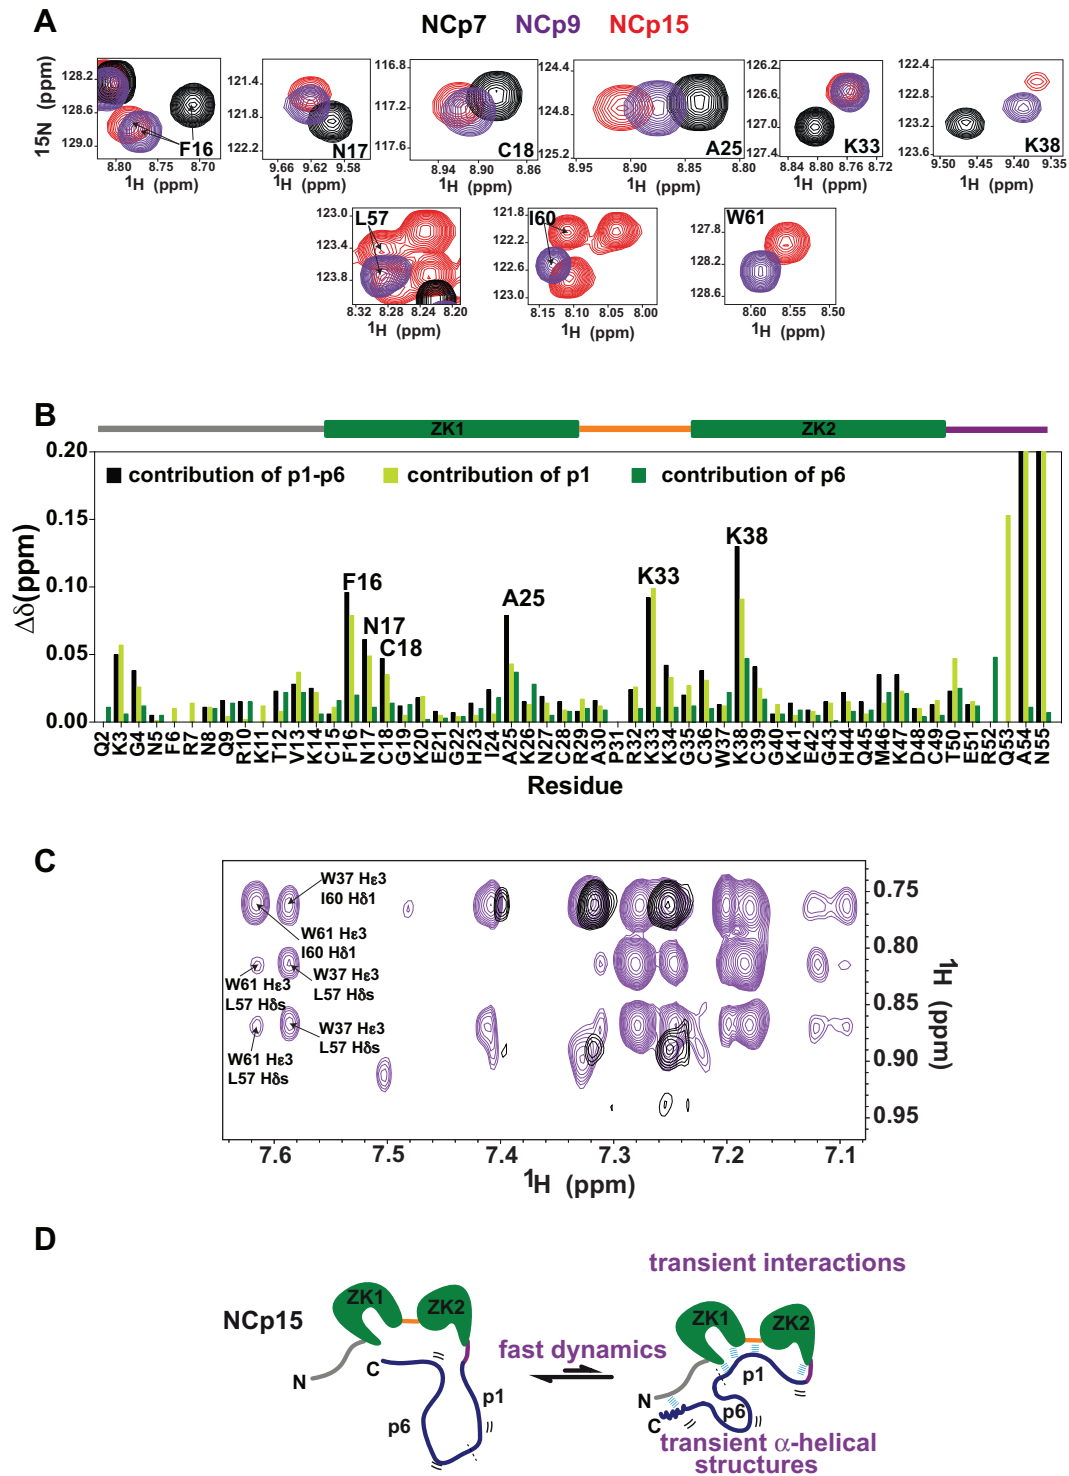 A
NCp7 NCp9 NCp15
15N (ppm)
128.2
128.6
129.0
F16
8.80 8.70
1H (ppm)
121.4
121.8
122.2
N17
9.66 9.62 9.58
1H (ppm)
116.8
117.2
117.6
C18
8.94 8.90 8.86
1H (ppm)
124.4
124.8
125.2
A25
8.95 8.90 8.85 8.80
1H (ppm)
126.2
126.6
127.0
127.4
K33
8.84 8.80 8.76 8.72
1H (ppm)
122.4
122.8
123.2
123.6
K38
9.50 9.45 9.40 9.35
1H (ppm)
123.0
123.4
123.8
L57
8.32 8.28 8.24 8.20
1H (ppm)
121.8
122.2
122.6
123.0
I60
8.15 8.10 8.05 8.00
1H (ppm)
127.8
128.2
128.6
W61
8.60 8.55 8.50
1H (ppm)
B
ZK1 ZK2
0.20
0.15
0.10
0.05
0.00
Δδ(ppm)
contribution of p1-p6 contribution of p1 contribution of p6
F16 N17 C18 A25 K33 K38
Q2 K3 G4 N5 F6 R7 N8 Q9 R10 K11 T12 V13 K14 C15 F16 N17 C18 G19 K20 E21 G22 H23 I24 A25 K26 N27 C28 R29 A30 P31 R32 K33 K34 G35 C36 W37 K38 C39 G40 K41 E42 G43 H44 Q45 M46 K47 D48 C49 T50 E51 R52 Q53 A54 N55
Residue
C
W37 Hε3
I60 Hδ1
W61 Hε3
I60 Hδ1
W61 Hε3
L57 Hδs
W37 Hε3
L57 Hδs
W37 Hε3
L57 Hδs
W61 Hε3
L57 Hδs
0.75
0.80
0.85
0.90
0.95
1H (ppm)
7.6 7.5 7.4 7.3 7.2 7.1
1H (ppm)
D
NCp15
ZK1 ZK2
N
C
p6
p1
fast dynamics
transient interactions
ZK1 ZK2
p1
N
C
p6
transient α-helical
structures